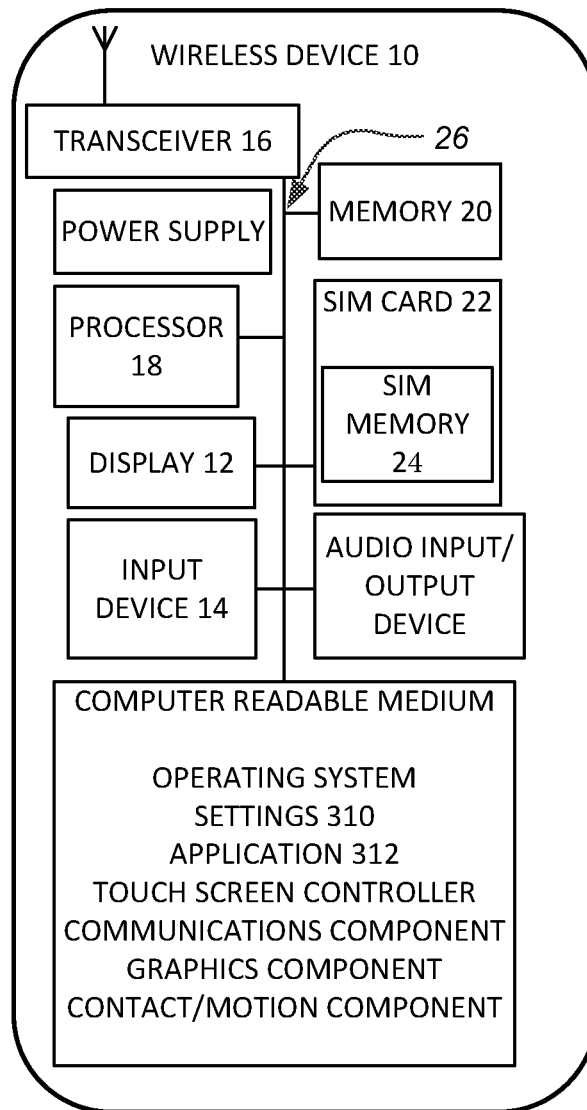 WIRELESS DEVICE 10
TRANSCEIVER 16
26
POWER SUPPLY
MEMORY 20
PROCESSOR
18
SIM CARD 22
SIM
MEMORY
24
DISPLAY 12
INPUT
DEVICE 14
AUDIO INPUT/
OUTPUT
DEVICE
COMPUTER READABLE MEDIUM
OPERATING SYSTEM
SETTINGS 310
APPLICATION 312
TOUCH SCREEN CONTROLLER
COMMUNICATIONS COMPONENT
GRAPHICS COMPONENT
CONTACT/MOTION COMPONENT